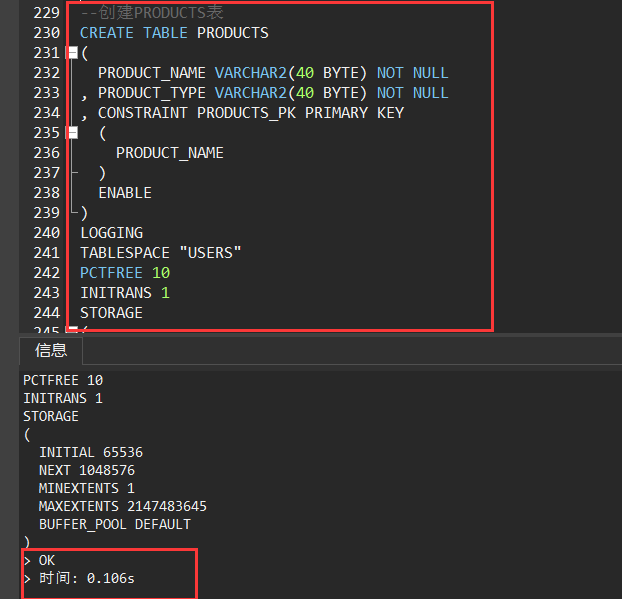 229 --创建PRODUCTS表
230 CREATE TABLE PRODUCTS
231 (
232 PRODUCT_NAME VARCHAR2(40 BYTE) NOT NULL
233 , PRODUCT_TYPE VARCHAR2(40 BYTE) NOT NULL
234 , CONSTRAINT PRODUCTS_PK PRIMARY KEY
235 (
236 PRODUCT_NAME
237 )
238 ENABLE
239 )
240 LOGGING
241 TABLESPACE "USERS"
242 PCTFREE 10
243 INITRANS 1
244 STORAGE
245 (
信息
PCTFREE 10
INITRANS 1
STORAGE
(
INITIAL 65536
NEXT 1048576
MINEXTENTS 1
MAXEXTENTS 2147483645
BUFFER_POOL DEFAULT
)
> OK
> 时间: 0.106s